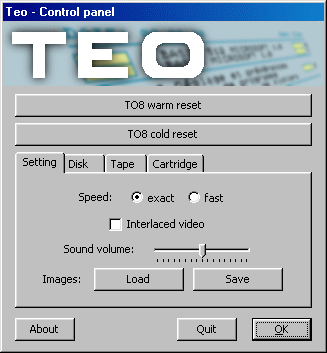 Teo - Control panel
TEO
TO8 warm reset
TO8 cold reset
Setting Disk Tape Cartridge
Speed: exact fast
Interlaced video
Sound volume:
Images: Load Save
About Quit OK